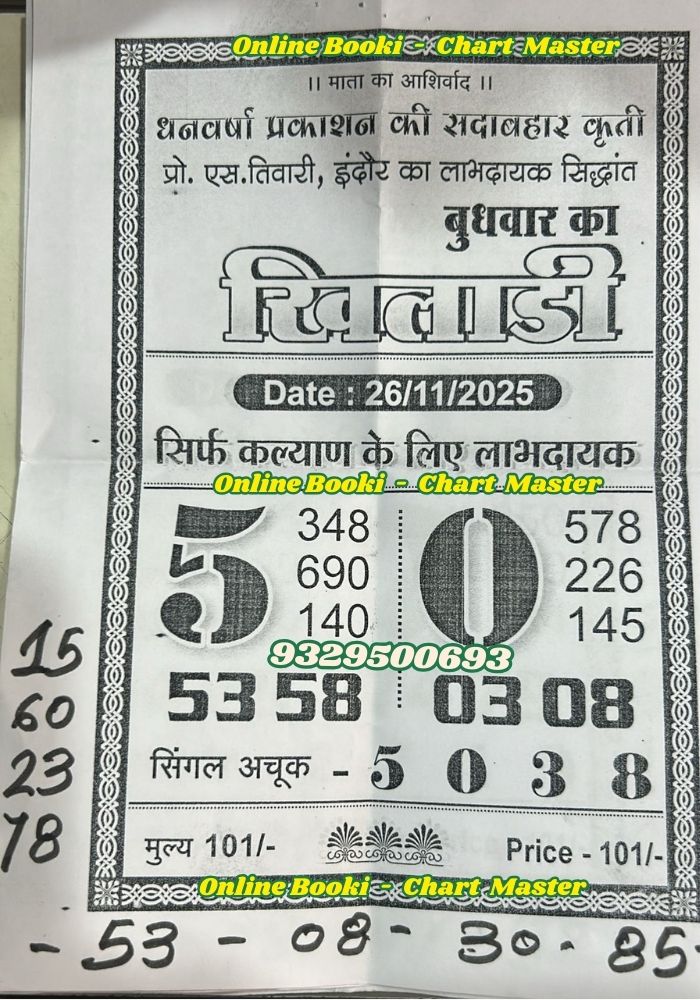 Online Booki - Chart Master
।। माता का आशिर्वाद ।।
धनवर्षा प्रकाशन की सदाबहार कृती
प्रो. एस.तिवारी, इंदौर का लाभदायक सिद्धांत
बुधवार का
खिलाडी
Date : 26/11/2025
सिर्फ कल्याण के लिए लाभदायक
Online Booki - Chart Master
5 348 0 578
690 226
140 145
9329500693
53 58 03 08
सिंगल अचूक - 5 0 3 8
मुल्य 101/- Price - 101/-
Online Booki - Chart Master
15
60
23
78
- 53 - 08 - 30 - 85-